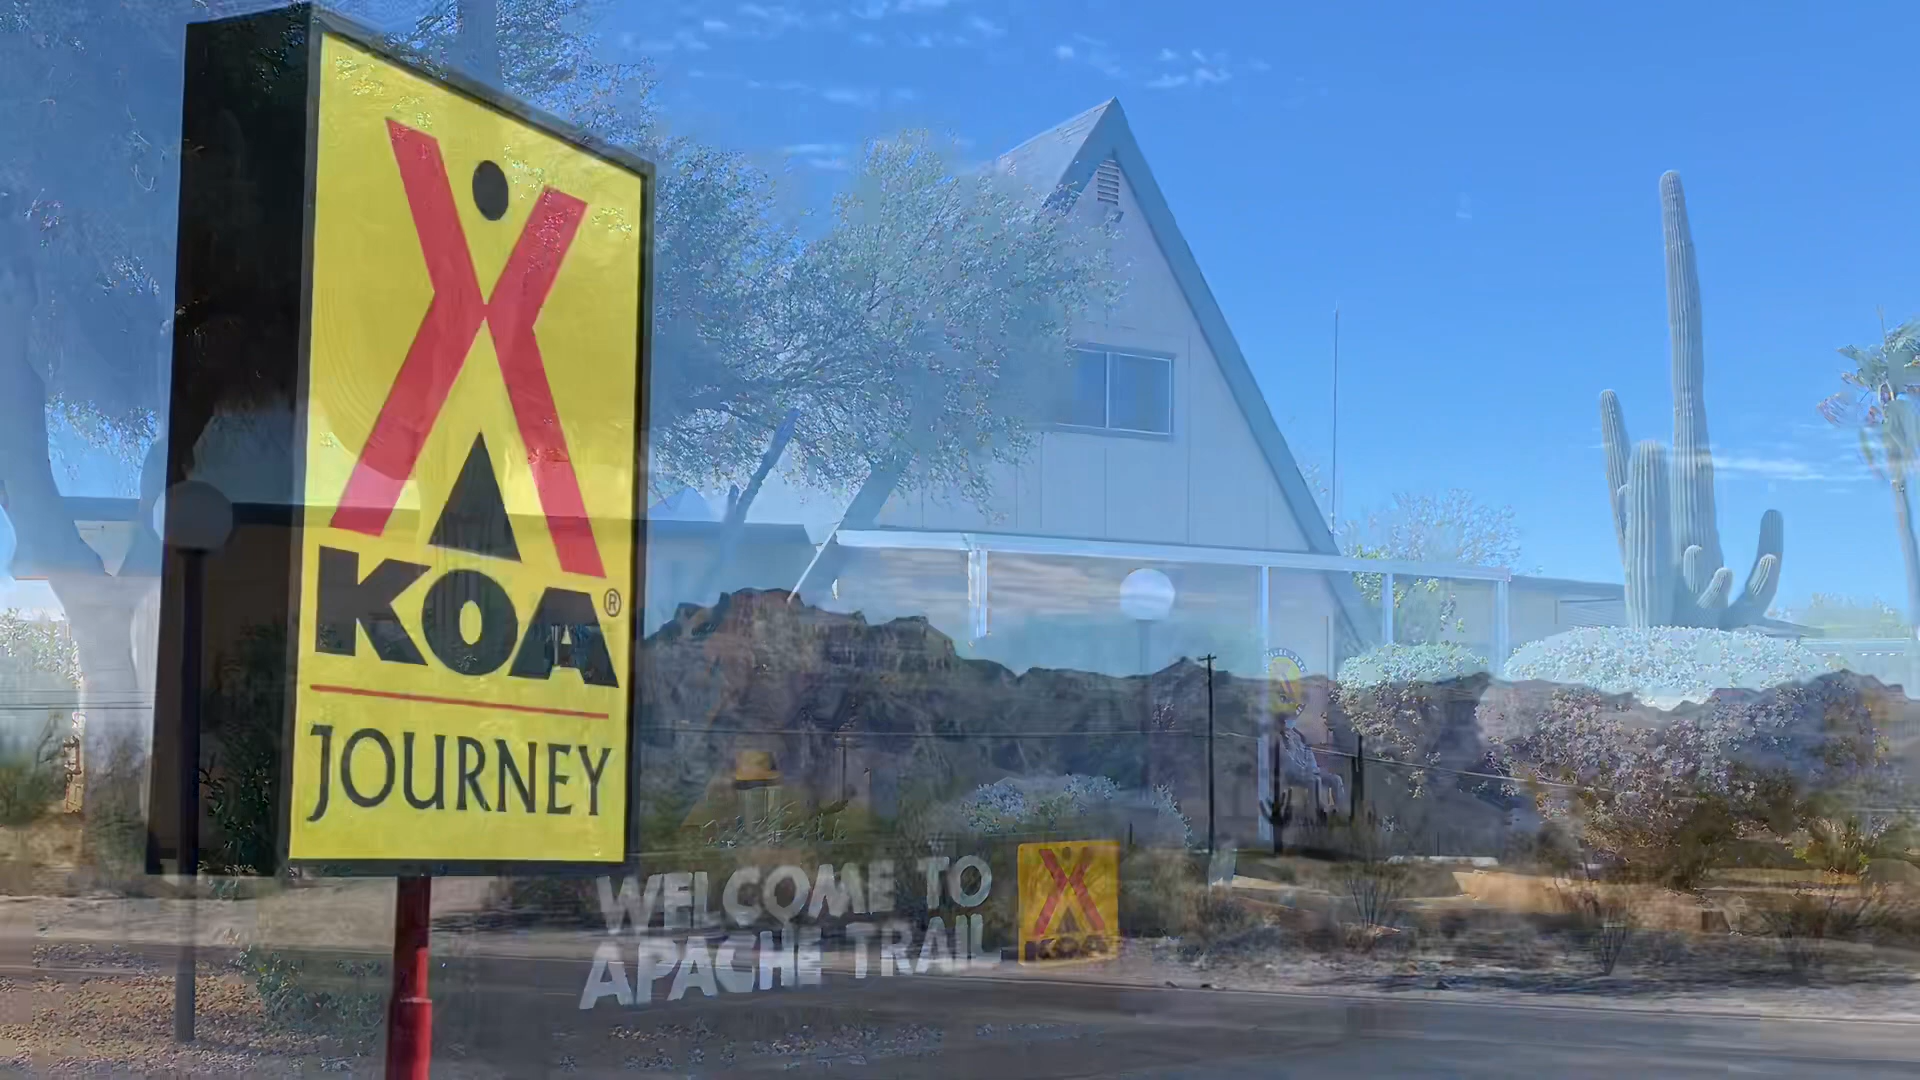 KOA®
JOURNEY
WELCOME TO
APACHE TRAIL
KOA